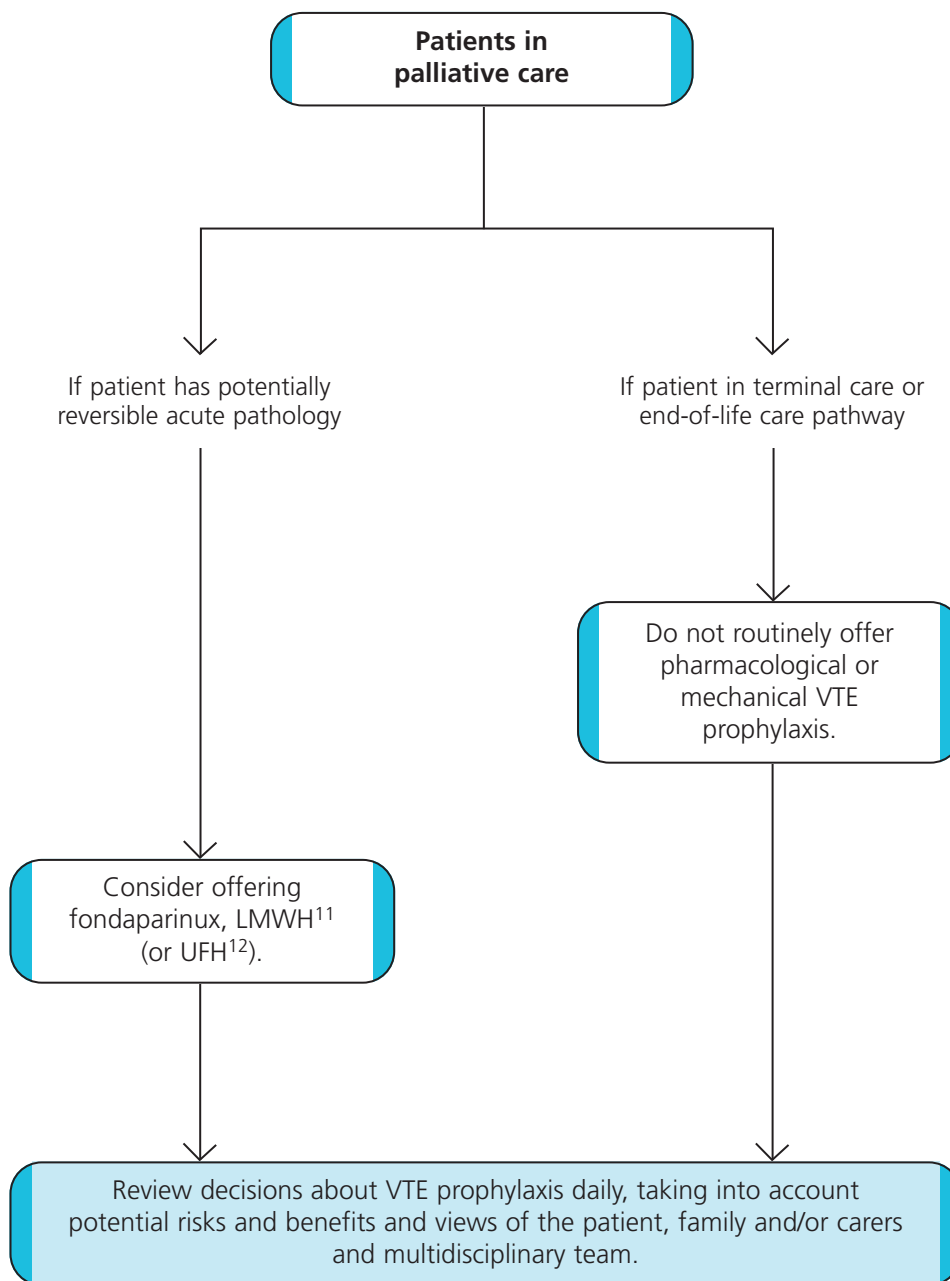 Patients in
palliative care
If patient has potentially
reversible acute pathology
If patient in terminal care or
end-of-life care pathway
Do not routinely offer
pharmacological or
mechanical VTE
prophylaxis.
Consider offering
fondaparinux, LMWH¹¹
(or UFH¹²).
Review decisions about VTE prophylaxis daily, taking into account
potential risks and benefits and views of the patient, family and/or carers
and multidisciplinary team.